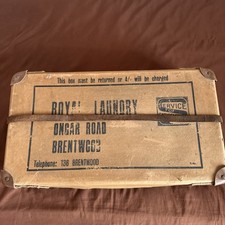 This box must be returned or 4/- will be charged
ROYAL LAUNDRY
SERVICE
ONGAR ROAD
BRENTWOOD
Telephone: 136 BRENTWOOD